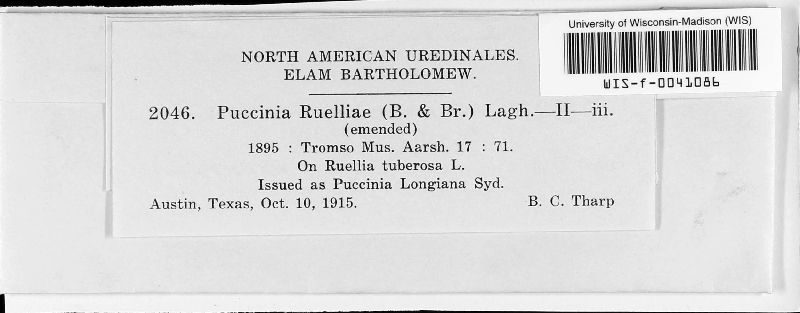 University of Wisconsin-Madison (WIS)
WIS-f-0041086
NORTH AMERICAN UREDINALES.
ELAM BARTHOLOMEW.
2046. Puccinia Ruelliae (B. & Br.) Lagh.—II—iii.
(emended)
1895 : Tromso Mus. Aarsh. 17 : 71.
On Ruellia tuberosa L.
Issued as Puccinia Longiana Syd.
Austin, Texas, Oct. 10, 1915. B. C. Tharp